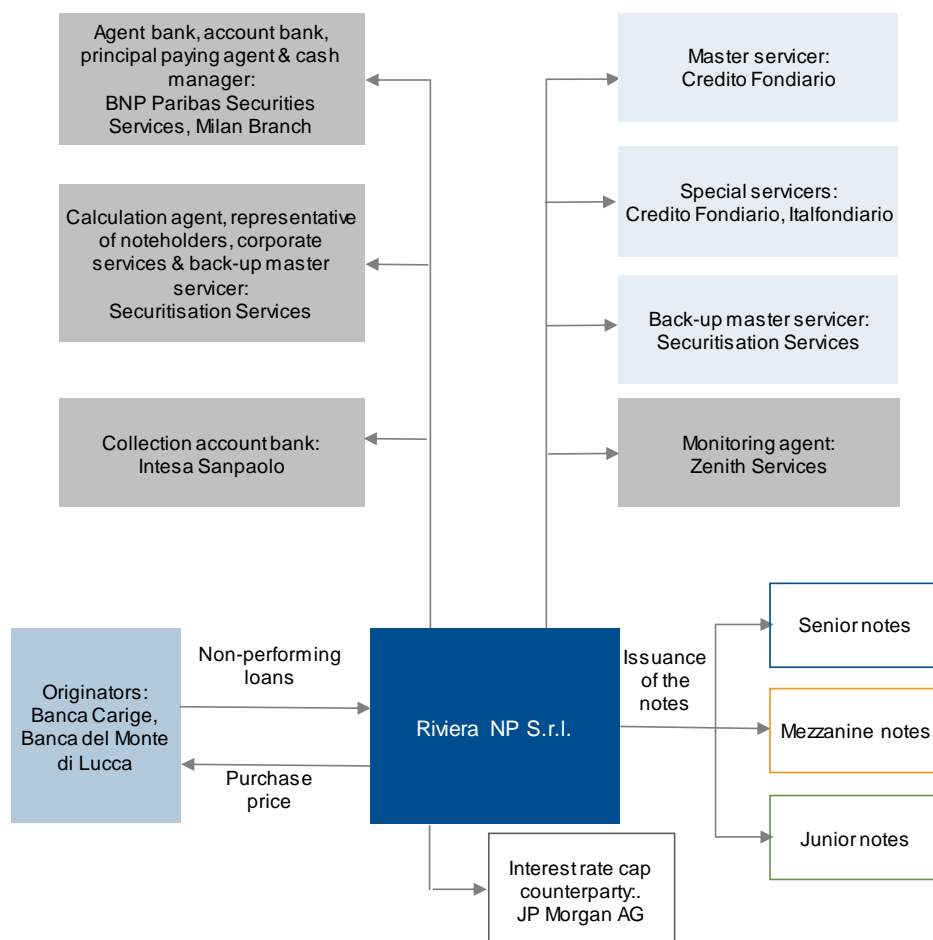 Agent bank, account bank,
principal paying agent & cash
manager:
BNP Paribas Securities
Services, Milan Branch
Master servicer:
Credito Fondiario
Calculation agent, representative
of noteholders, corporate
services & back-up master
servicer:
Securitisation Services
Special servicers:
Credito Fondiario, Italfondiario
Back-up master servicer:
Securitisation Services
Collection account bank:
Intesa Sanpaolo
Monitoring agent:
Zenith Services
Originators:
Banca Carige,
Banca del Monte
di Lucca
Non-performing
loans
Purchase
price
Riviera NP S.r.l.
Issuance
of the
notes
Senior notes
Mezzanine notes
Junior notes
Interest rate cap
counterparty:.
JP Morgan AG